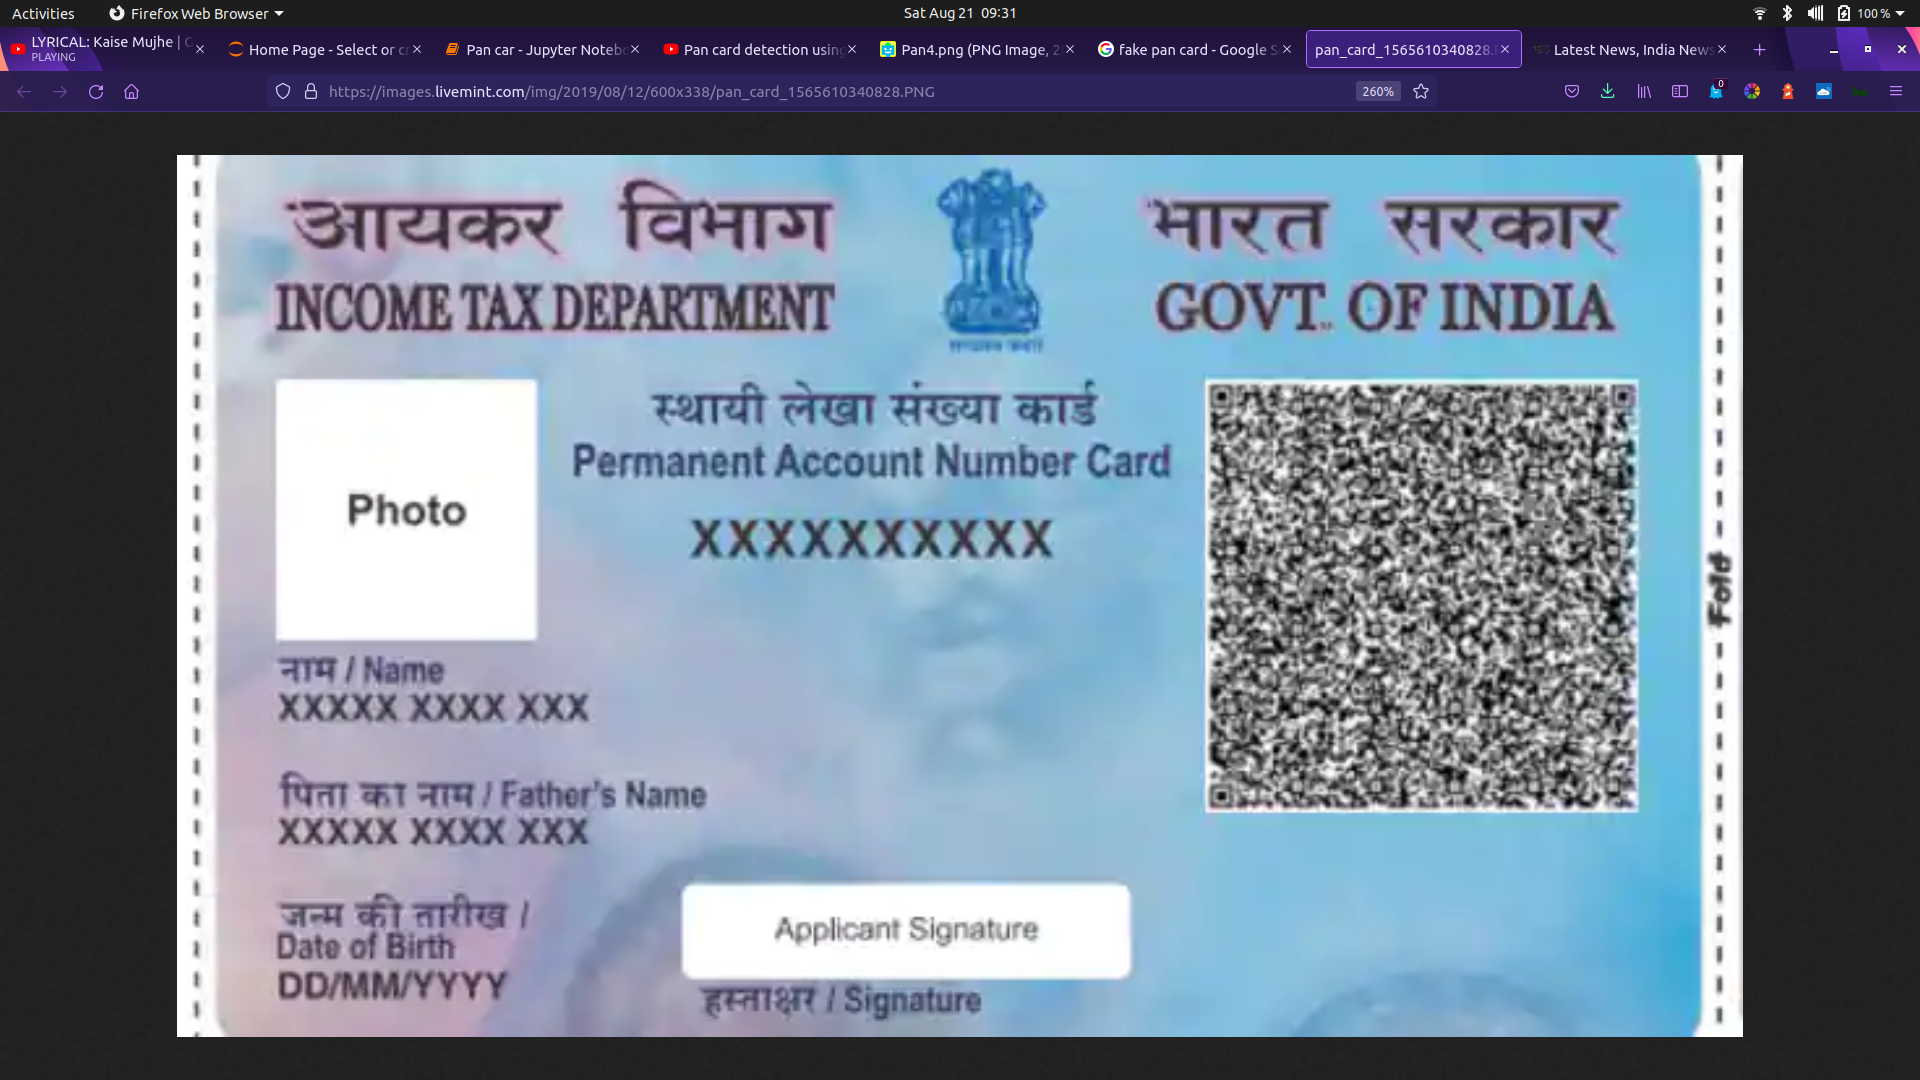 Activities Firefox Web Browser Sat Aug 21 09:31 100 %
LYRICAL: Kaise Mujhe | Home Page - Select or cr Pan car - Jupyter Notebo Pan card detection using Pan4.png (PNG Image, 2 fake pan card - Google S pan_card_1565610340828. Latest News, India News
PLAYING
https://images.livemint.com/img/2019/08/12/600x338/pan_card_1565610340828.PNG 260% 0
आयकर विभाग भारत सरकार
INCOME TAX DEPARTMENT GOVT. OF INDIA
स्थायी लेखा संख्या कार्ड
Permanent Account Number Card
Photo
XXXXXXXXXX
Fold
नाम / Name
XXXXX XXXX XXX
पिता का नाम / Father's Name
XXXXX XXXX XXX
जन्म की तारीख /
Date of Birth
DD/MM/YYYY
Applicant Signature
हस्ताक्षर / Signature